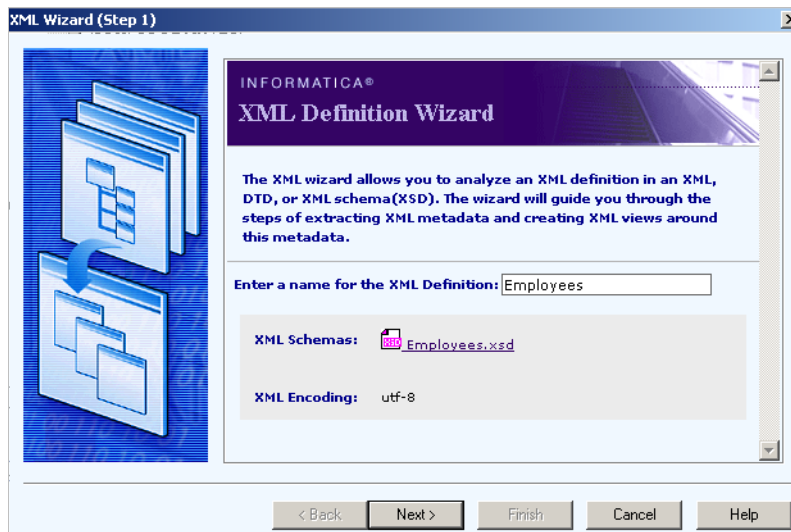 XML Wizard (Step 1)
INFORMATICA®
XML Definition Wizard
The XML wizard allows you to analyze an XML definition in an XML,
DTD, or XML schema(XSD). The wizard will guide you through the
steps of extracting XML metadata and creating XML views around
this metadata.
Enter a name for the XML Definition: Employees
XML Schemas: XSD Employees.xsd
XML Encoding: utf-8
< Back Next > Finish Cancel Help